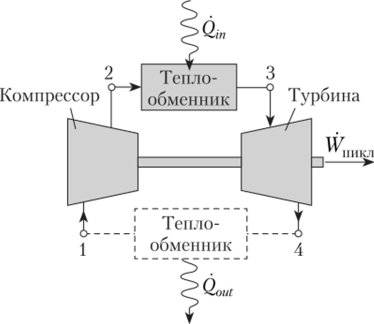 Q̇in
2
Тепло-
обменник
3
Компрессор
Турбина
Ẇцикл
1
Тепло-
обменник
4
Q̇out